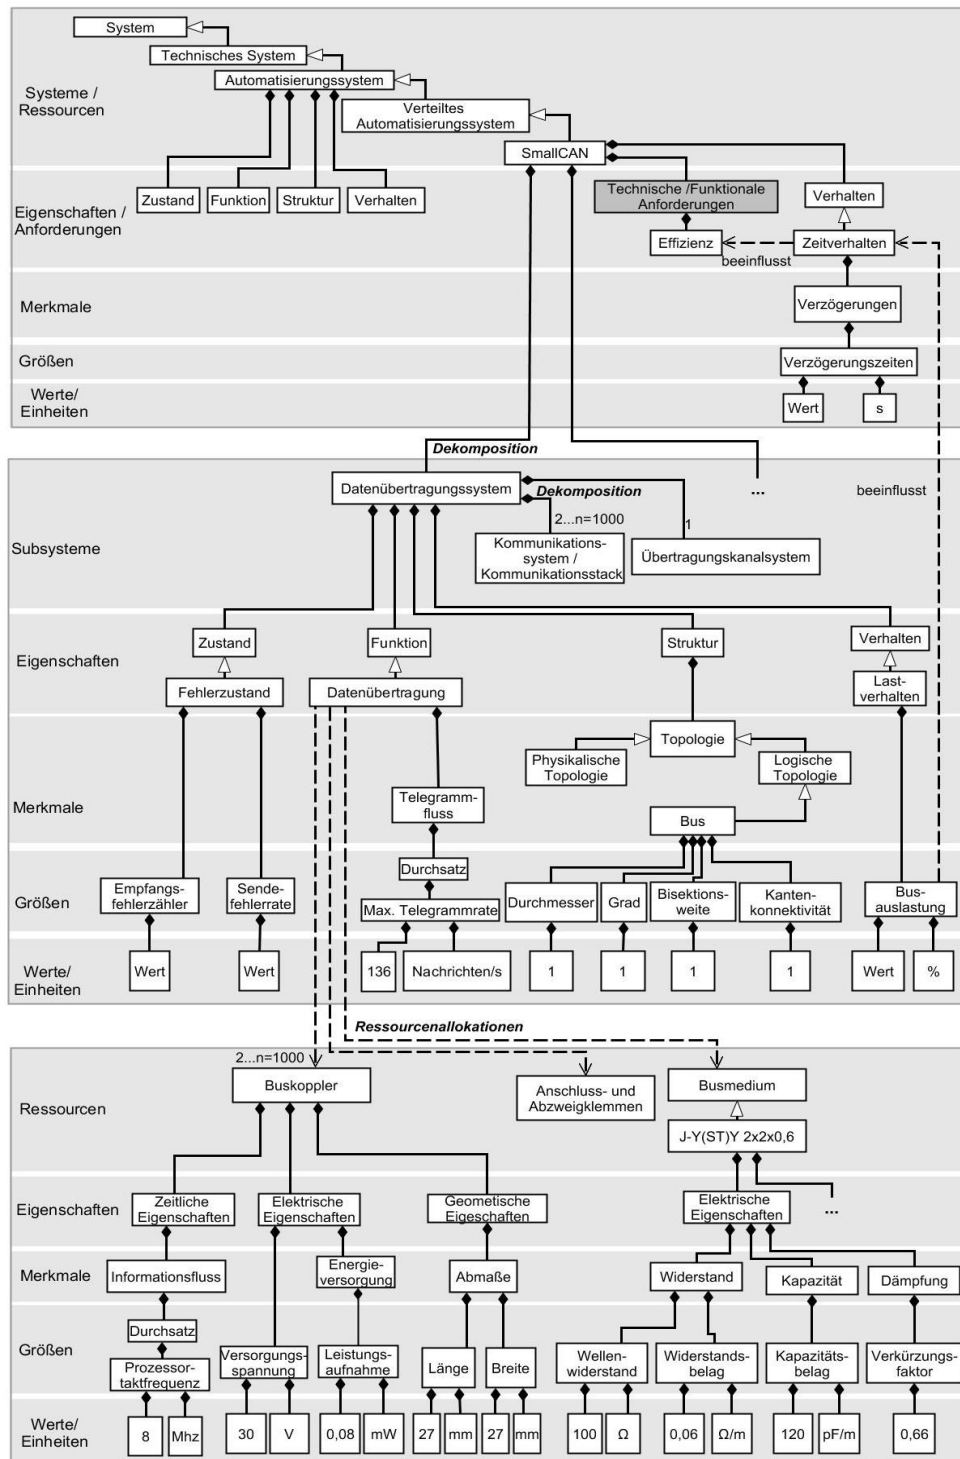 System
Technisches System
Automatisierungssystem
Systeme /
Ressourcen
Verteiltes
Automatisierungssystem
SmallCAN
Technische /Funktionale
Anforderungen
Verhalten
Zustand
Funktion
Struktur
Verhalten
Eigenschaften /
Anforderungen
Effizienz
Zeitverhalten
beeinflusst
Merkmale
Verzögerungen
Größen
Verzögerungszeiten
Werte/
Einheiten
Wert
s
Dekomposition
Datenübertragungssystem
Dekomposition
...
beeinflusst
2...n=1000
1
Subsysteme
Kommunikations-
system /
Kommunikationsstack
Übertragungskanalsystem
Eigenschaften
Zustand
Funktion
Struktur
Verhalten
Fehlerzustand
Datenübertragung
Last-
verhalten
Topologie
Physikalische
Topologie
Logische
Topologie
Merkmale
Telegramm-
fluss
Bus
Durchsatz
Größen
Empfangs-
fehlerzähler
Sende-
fehlerrate
Max. Telegrammrate
Durchmesser
Grad
Bisektions-
weite
Kanten-
konnektivität
Bus-
auslastung
Werte/
Einheiten
Wert
Wert
136
Nachrichten/s
1
1
1
1
Wert
%
Ressourcenallokationen
2...n=1000
Ressourcen
Buskoppler
Anschluss- und
Abzweigklemmen
Busmedium
J-Y(ST)Y 2x2x0,6
Eigenschaften
Zeitliche
Eigenschaften
Elektrische
Eigenschaften
Geometische
Eigeschaften
Elektrische
Eigenschaften
...
Merkmale
Informationsfluss
Energie-
versorgung
Abmaße
Widerstand
Kapazität
Dämpfung
Größen
Durchsatz
Prozessor-
taktfrequenz
Versorgungs-
spannung
Leistungs-
aufnahme
Länge
Breite
Wellen-
widerstand
Widerstands-
belag
Kapazitäts-
belag
Verkürzungs-
faktor
Werte/
Einheiten
8
Mhz
30
V
0,08
mW
27
mm
27
mm
100
Ω
0,06
Ω/m
120
pF/m
0,66